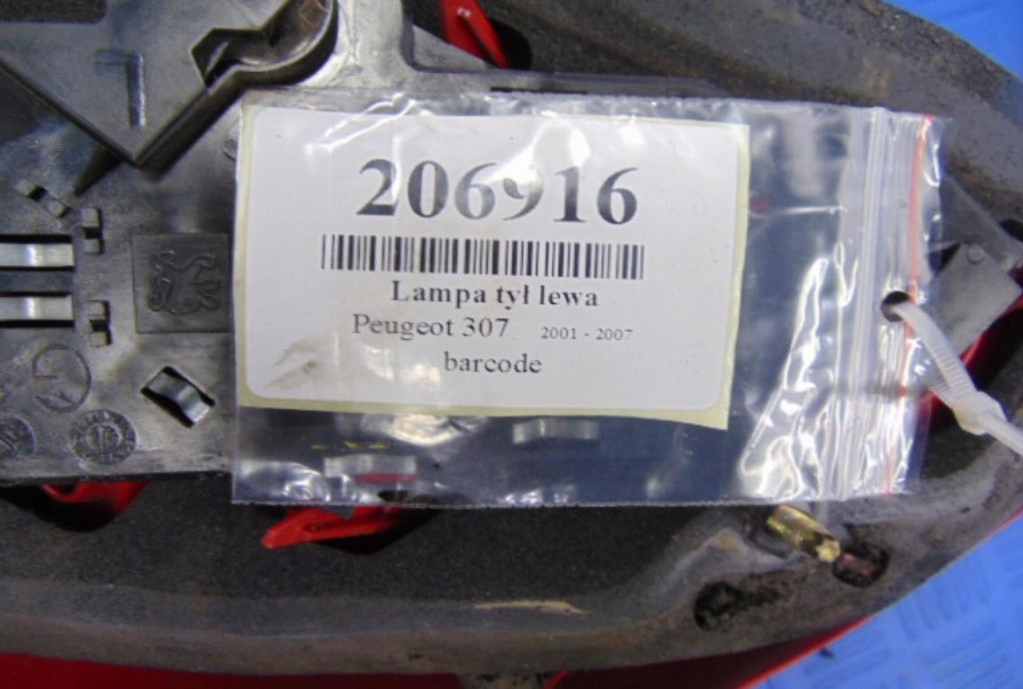 206916
Lampa tył lewa
Peugeot 307 2001 - 2007
barcode
L
G